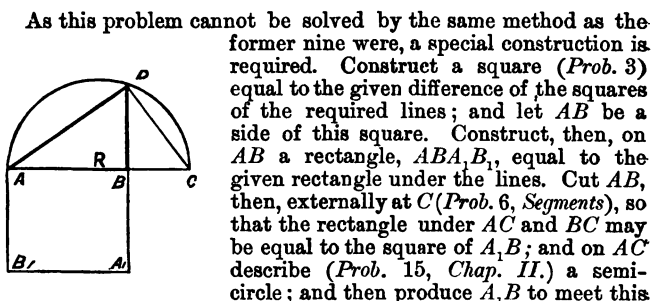 As this problem cannot be solved by the same method as the
former nine were, a special construction is
required. Construct a square (Prob. 3)
equal to the given difference of the squares
of the required lines; and let AB be a
side of this square. Construct, then, on
AB a rectangle, ABA₁B₁, equal to the
given rectangle under the lines. Cut AB,
then, externally at C (Prob. 6, Segments), so
that the rectangle under AC and BC may
be equal to the square of A₁B; and on AC
describe (Prob. 15, Chap. II.) a semi-
circle; and then produce A₁B to meet this
D
R
A B C
B₁ A₁